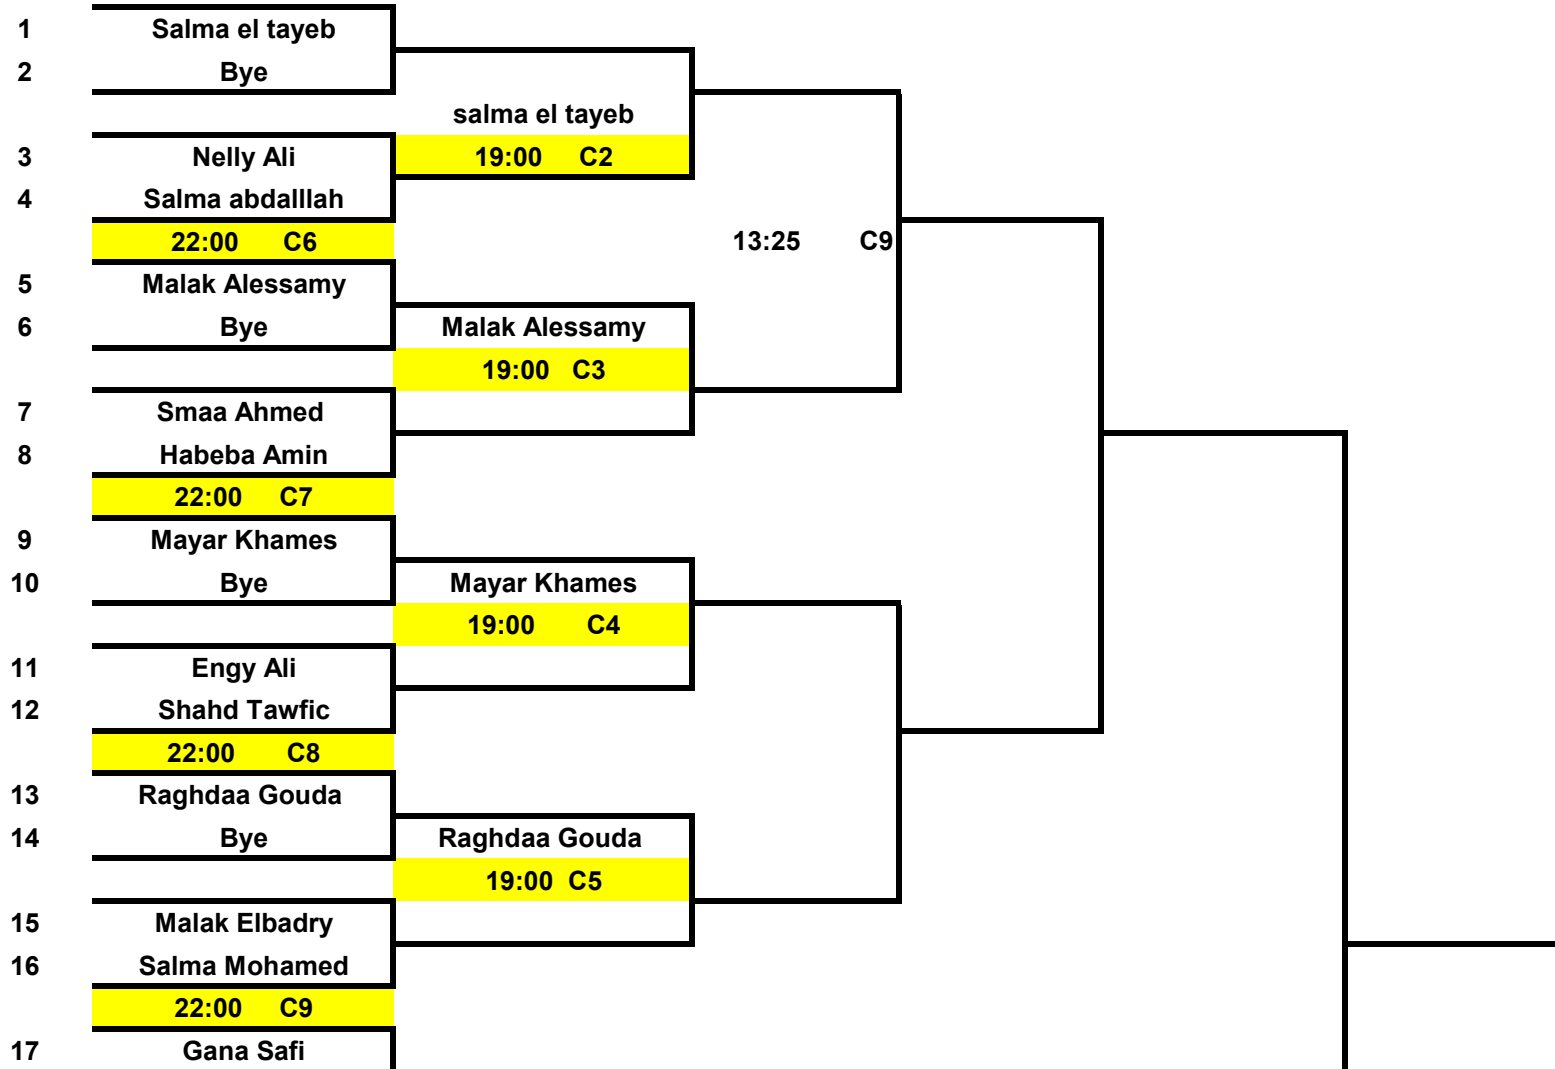 1 Salma el tayeb
2 Bye
salma el tayeb
3 Nelly Ali 19:00 C2
4 Salma abdalllah
22:00 C6 13:25 C9
5 Malak Alessamy
6 Bye Malak Alessamy
19:00 C3
7 Smaa Ahmed
8 Habeba Amin
22:00 C7
9 Mayar Khames
10 Bye Mayar Khames
19:00 C4
11 Engy Ali
12 Shahd Tawfic
22:00 C8
13 Raghdaa Gouda
14 Bye Raghdaa Gouda
19:00 C5
15 Malak Elbadry
16 Salma Mohamed
22:00 C9
17 Gana Safi